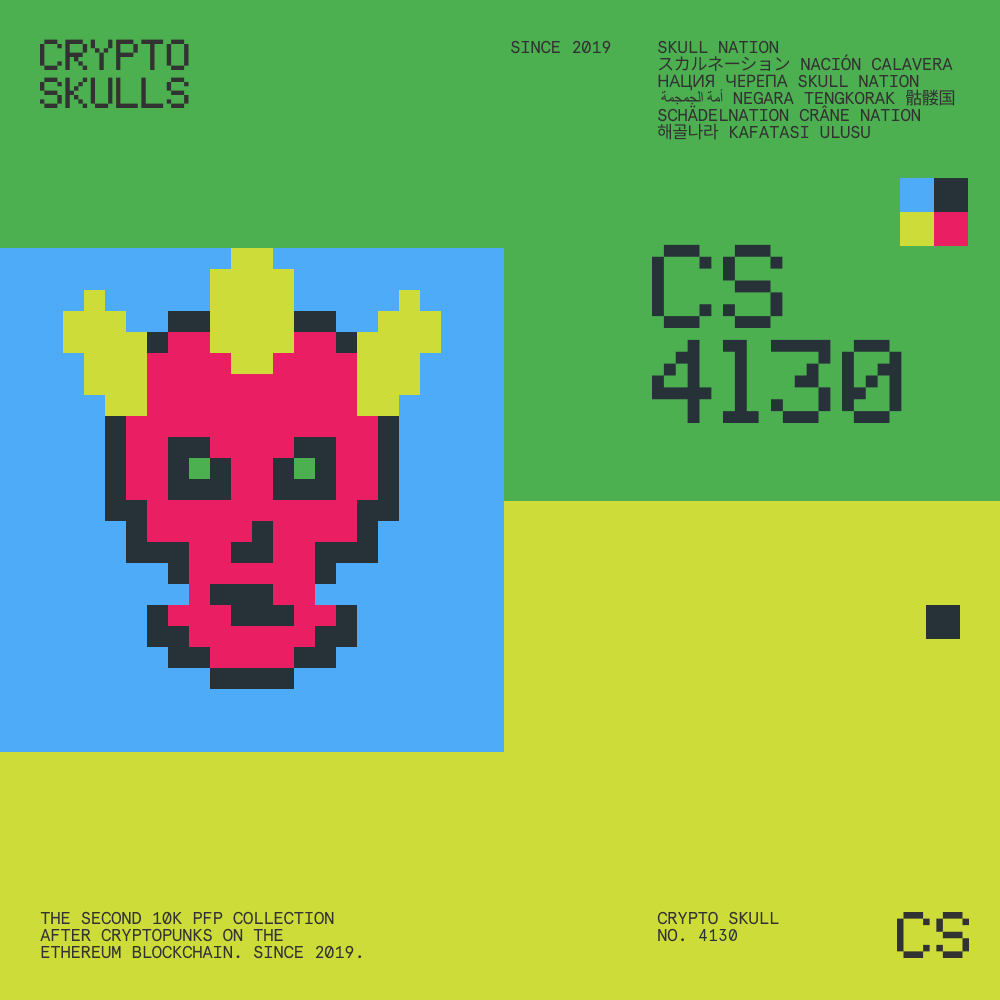 CRYPTO
SKULLS
SINCE 2019
SKULL NATION
スカルネーション NACIÓN CALAVERA
НАЦИЯ ЧЕРЕПА SKULL NATION
أمة الجمجمة NEGARA TENGKORAK 骷髅国
SCHÄDELNATION CRÂNE NATION
해골나라 KAFATASI ULUSU
CS
4130
THE SECOND 10K PFP COLLECTION
AFTER CRYPTOPUNKS ON THE
ETHEREUM BLOCKCHAIN. SINCE 2019.
CRYPTO SKULL
NO. 4130
CS